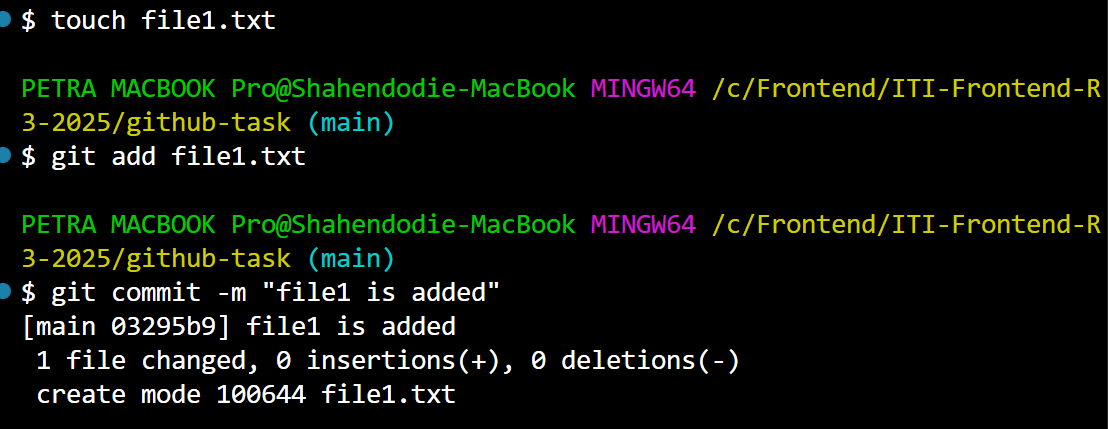 $ touch file1.txt
PETRA MACBOOK Pro@Shahendodie-MacBook MINGW64 /c/Frontend/ITI-Frontend-R
3-2025/github-task (main)
$ git add file1.txt
PETRA MACBOOK Pro@Shahendodie-MacBook MINGW64 /c/Frontend/ITI-Frontend-R
3-2025/github-task (main)
$ git commit -m "file1 is added"
[main 03295b9] file1 is added
 1 file changed, 0 insertions(+), 0 deletions(-)
 create mode 100644 file1.txt